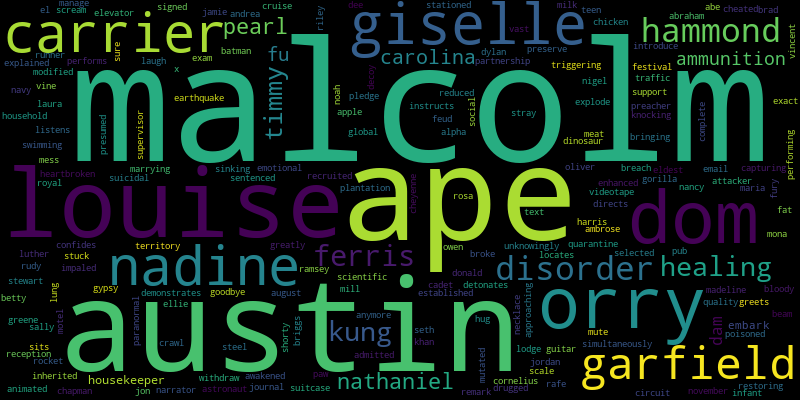 el manage scream elevator signed jamie andrea cruise
carrier pearl giselle hammond
riley dee stationed teen milk vast chicken abraham abe introduce cheated brad vincent
runner explained sure batman exam laugh fu timmy carolina dylan partnership preserve triggering festival ammunition
modified performs x nigel traffic support preacher exact
malcolm
navy vine laura household listens swimming presumed supervisor earthquake noah decoy pledge apple global reduced instructs feud alpha social stray explode dinosaur meat knocking bringing complete
mess marrying heartbroken royal suicidal sinking emotional sentenced recruited plantation cheyenne oliver breach email capturing eldest attacker enhanced gorilla nancy maria fury
louise ape dom
videotape directs harris ambrose rosa text owen unknowingly quarantine fat mona
luther confides territory greatly broke locates selected pub
rudy stuck impaled nadine ferris disorder healing
stewart gypsy demonstrates goodbye august ramsey scientific mill donald cadet detonates established
betty lung motel paranormal ellie necklace approaching madeline bloody quality greets poisoned beam
greene sally austin shorty briggs hug anymore seth khan kung orry mute dam embark simultaneously
reception sits crawl steel admitted lodge guitar jordan
rocket inherited housekeeper withdraw awakened paw nathaniel mutated cornelius scale garfield restoring
animated chapman jon narrator astronaut journal suitcase remark drugged rafe circuit november infant